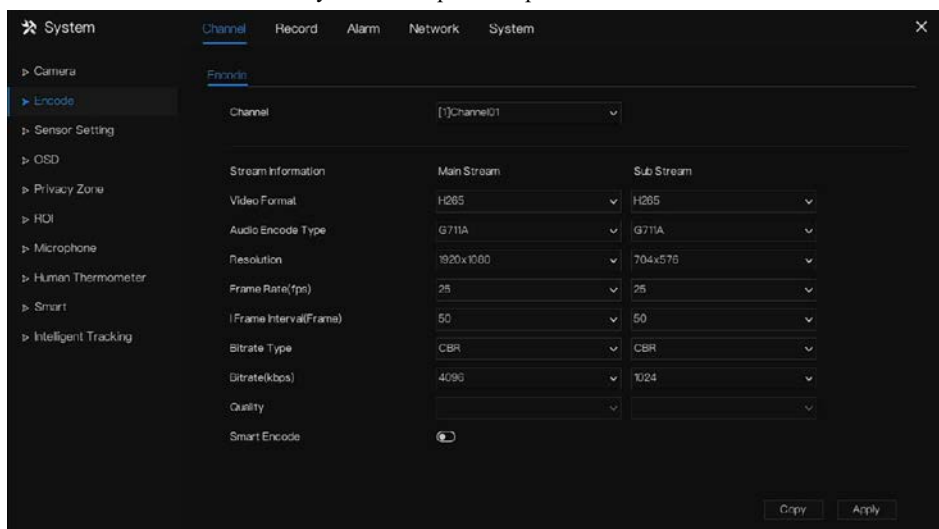 System Channel Record Alarm Network System
Camera
Encode
Encode
Channel [1]Channel01
Sensor Setting
OSD
Stream Information Main Stream Sub Stream
Privacy Zone
Video Format H265 H265
ROI
Audio Encode Type G711A G711A
Microphone
Resolution 1920x1080 704x576
Human Thermometer
Frame Rate(fps) 25 25
Smart
I Frame Interval(Frame) 50 50
Intelligent Tracking
Bitrate Type CBR CBR
Bitrate(kbps) 4096 1024
Quality
Smart Encode
Copy Apply